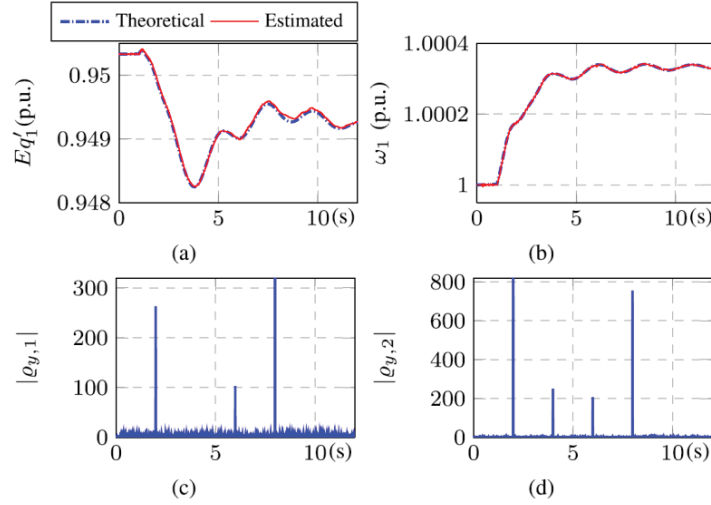 Theoretical Estimated
0.95
0.949
0.948
Eq′₁(p.u.)
0 5 10(s)
(a)
1.0004
1.0002
1
ω₁ (p.u.)
0 5 10(s)
(b)
300
200
100
0
|ϱy,1|
0 5 10(s)
(c)
800
600
400
200
0
|ϱy,2|
0 5 10(s)
(d)